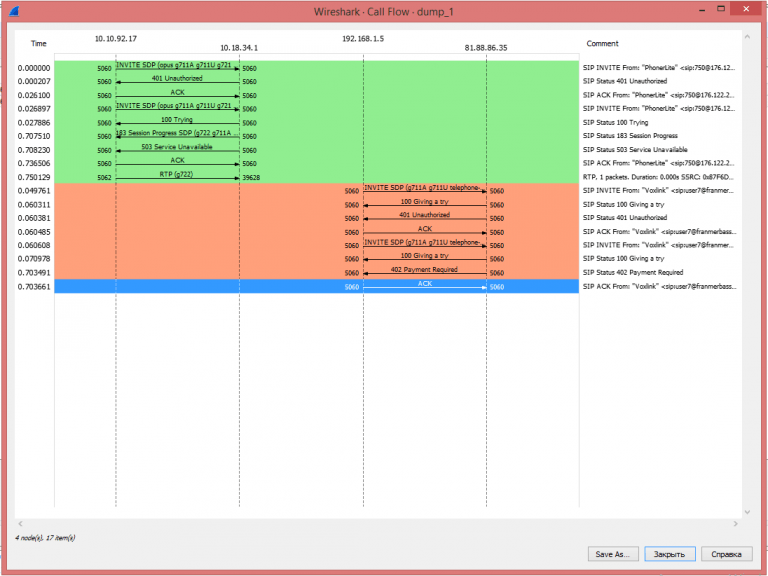 Wireshark · Call Flow · dump_1
Time
10.10.92.17
10.18.34.1
192.168.1.5
81.88.86.35
Comment
0.000000 5060 INVITE SDP (opus g711A g711U g721... 5060 SIP INVITE From: "PhonerLite" <sip:750@176.12...
0.000207 5060 401 Unauthorized 5060 SIP Status 401 Unauthorized
0.026100 5060 ACK 5060 SIP ACK From: "PhonerLite" <sip:750@176.122.2...
0.026897 5060 INVITE SDP (opus g711A g711U g721... 5060 SIP INVITE From: "PhonerLite" <sip:750@176.12...
0.027886 5060 100 Trying 5060 SIP Status 100 Trying
0.707510 5060 183 Session Progress SDP (g722 g711A ... 5060 SIP Status 183 Session Progress
0.708230 5060 503 Service Unavailable 5060 SIP Status 503 Service Unavailable
0.736506 5060 ACK 5060 SIP ACK From: "PhonerLite" <sip:750@176.122.2...
0.750129 5062 RTP (g722) 39628 RTP, 1 packets. Duration: 0.000s SSRC: 0x87F6D...
0.049761 5060 INVITE SDP (g711A g711U telephone-... 5060 SIP INVITE From: "Voxlink" <sip:user7@franmer...
0.060311 5060 100 Giving a try 5060 SIP Status 100 Giving a try
0.060381 5060 401 Unauthorized 5060 SIP Status 401 Unauthorized
0.060485 5060 ACK 5060 SIP ACK From: "Voxlink" <sip:user7@franmerbass...
0.060608 5060 INVITE SDP (g711A g711U telephone-... 5060 SIP INVITE From: "Voxlink" <sip:user7@franmer...
0.070978 5060 100 Giving a try 5060 SIP Status 100 Giving a try
0.703491 5060 402 Payment Required 5060 SIP Status 402 Payment Required
0.703661 5060 ACK 5060 SIP ACK From: "Voxlink" <sip:user7@franmerbass...
4 node(s), 17 item(s)
Save As...
Закрыть
Справка